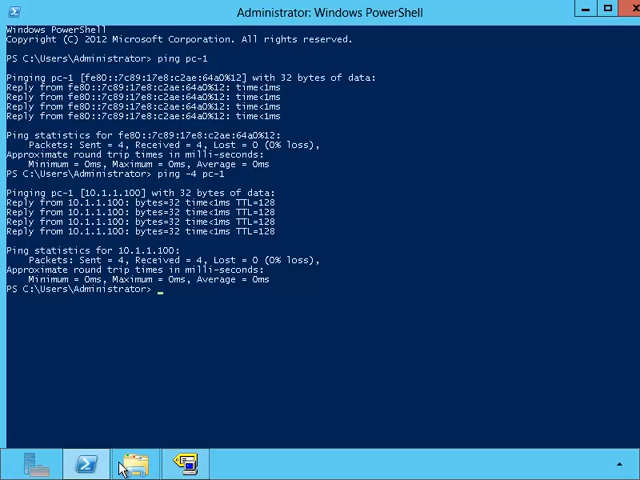 Administrator: Windows PowerShell
Windows PowerShell
Copyright (C) 2012 Microsoft Corporation. All rights reserved.
PS C:\Users\Administrator> ping pc-1
Pinging pc-1 [fe80::7c89:17e8:c2ae:64a0%12] with 32 bytes of data:
Reply from fe80::7c89:17e8:c2ae:64a0%12: time<1ms
Reply from fe80::7c89:17e8:c2ae:64a0%12: time<1ms
Reply from fe80::7c89:17e8:c2ae:64a0%12: time<1ms
Reply from fe80::7c89:17e8:c2ae:64a0%12: time<1ms
Ping statistics for fe80::7c89:17e8:c2ae:64a0%12:
Packets: Sent = 4, Received = 4, Lost = 0 (0% loss),
Approximate round trip times in milli-seconds:
Minimum = 0ms, Maximum = 0ms, Average = 0ms
PS C:\Users\Administrator> ping -4 pc-1
Pinging pc-1 [10.1.1.100] with 32 bytes of data:
Reply from 10.1.1.100: bytes=32 time<1ms TTL=128
Reply from 10.1.1.100: bytes=32 time<1ms TTL=128
Reply from 10.1.1.100: bytes=32 time<1ms TTL=128
Reply from 10.1.1.100: bytes=32 time<1ms TTL=128
Ping statistics for 10.1.1.100:
Packets: Sent = 4, Received = 4, Lost = 0 (0% loss),
Approximate round trip times in milli-seconds:
Minimum = 0ms, Maximum = 0ms, Average = 0ms
PS C:\Users\Administrator> _